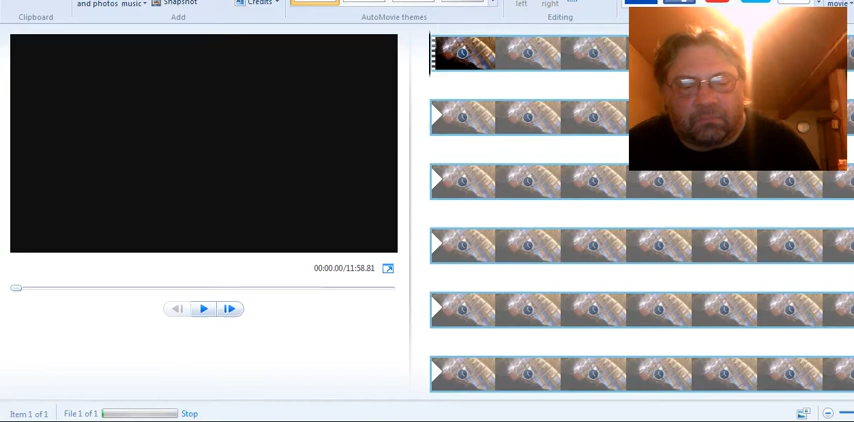 and photos music
Snapshot
Credits
left right
movie
Clipboard
Add
AutoMovie themes
Editing
00:00.00/11:58.81
Item 1 of 1
File 1 of 1
Stop